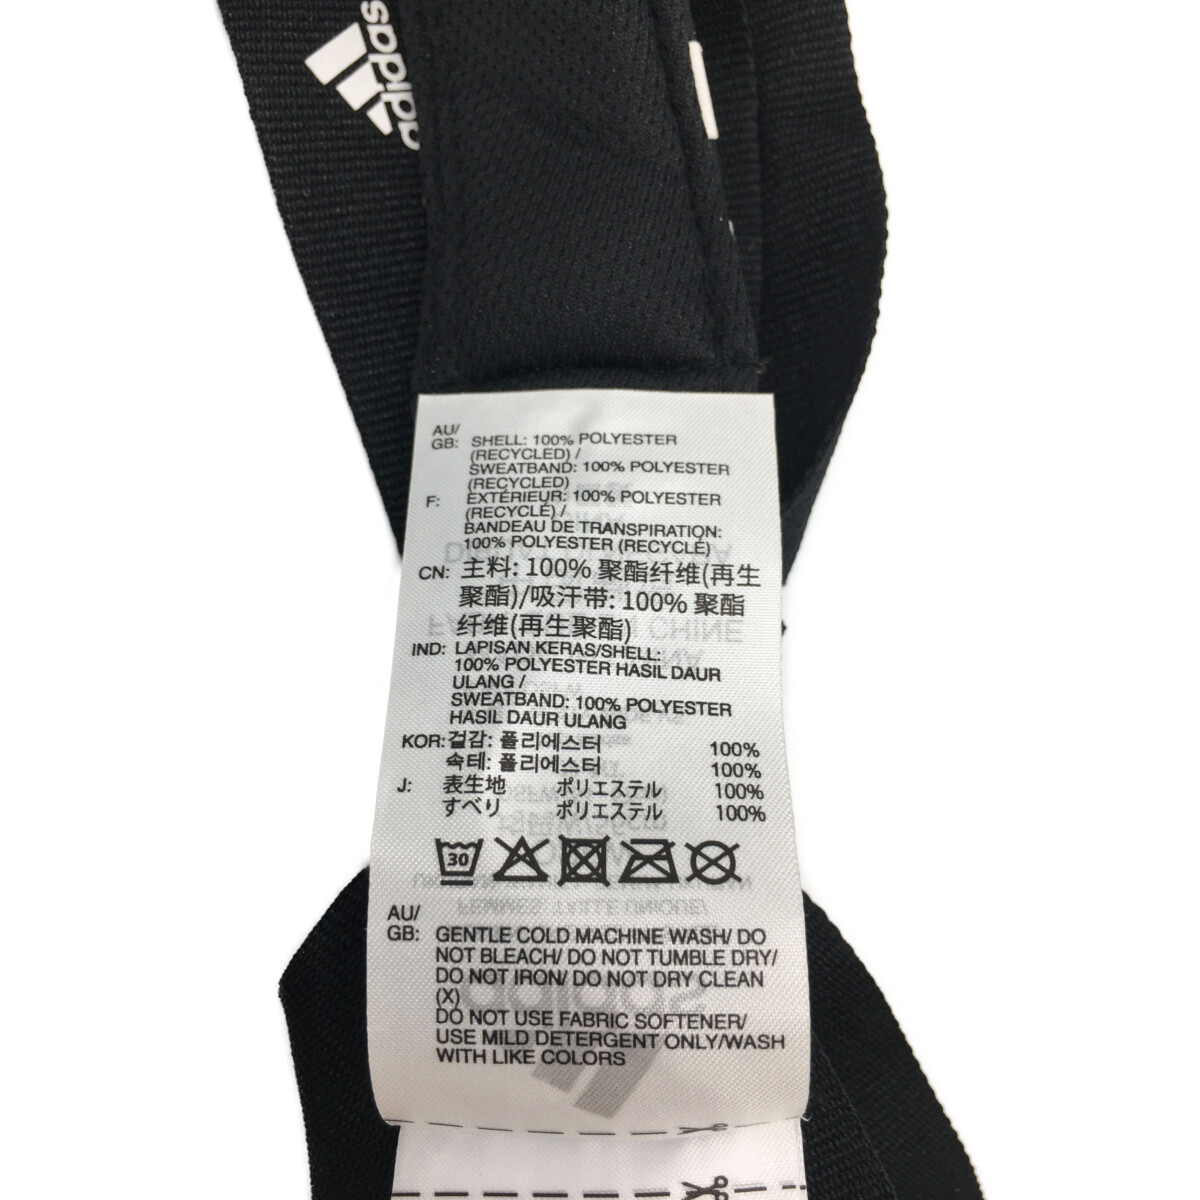 adidas
AU/
GB: SHELL: 100% POLYESTER
(RECYCLED) /
SWEATBAND: 100% POLYESTER
(RECYCLED)
F: EXTÉRIEUR: 100% POLYESTER
(RECYCLÉ) /
BANDEAU DE TRANSPIRATION:
100% POLYESTER (RECYCLÉ)
CN: 主料: 100% 聚酯纤维(再生
聚酯)/吸汗带: 100% 聚酯
纤维(再生聚酯)
IND: LAPISAN KERAS/SHELL:
100% POLYESTER HASIL DAUR
ULANG /
SWEATBAND: 100% POLYESTER
HASIL DAUR ULANG
KOR: 겉감: 폴리에스터 100%
속테: 폴리에스터 100%
J: 表生地 ポリエステル 100%
すべり ポリエステル 100%
30
AU/
GB: GENTLE COLD MACHINE WASH/ DO
NOT BLEACH/ DO NOT TUMBLE DRY/
DO NOT IRON/ DO NOT DRY CLEAN
(X)
DO NOT USE FABRIC SOFTENER/
USE MILD DETERGENT ONLY/WASH
WITH LIKE COLORS